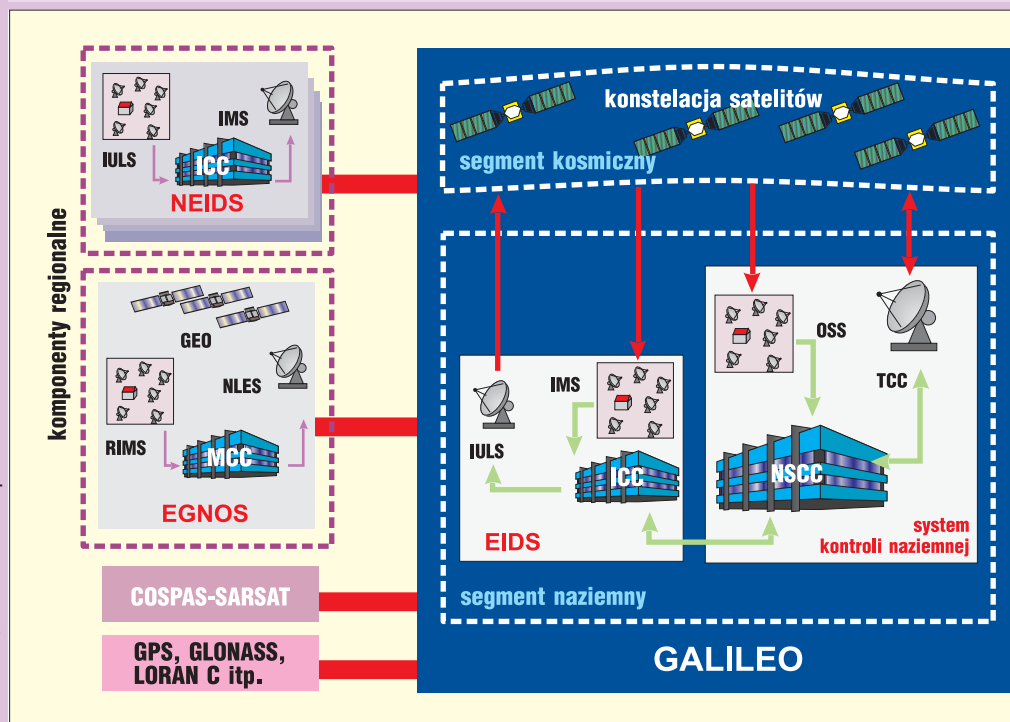 komponenty regionalne
IMS
IULS
ICC
NEIDS
GEO
NLES
RIMS
MCC
EGNOS
COSPAS-SARSAT
GPS, GLONASS,
LORAN C itp.
konstelacja satelitów
segment kosmiczny
OSS
TCC
IMS
IULS
ICC
NSCC
EIDS
system
kontroli naziemnej
segment naziemny
GALILEO